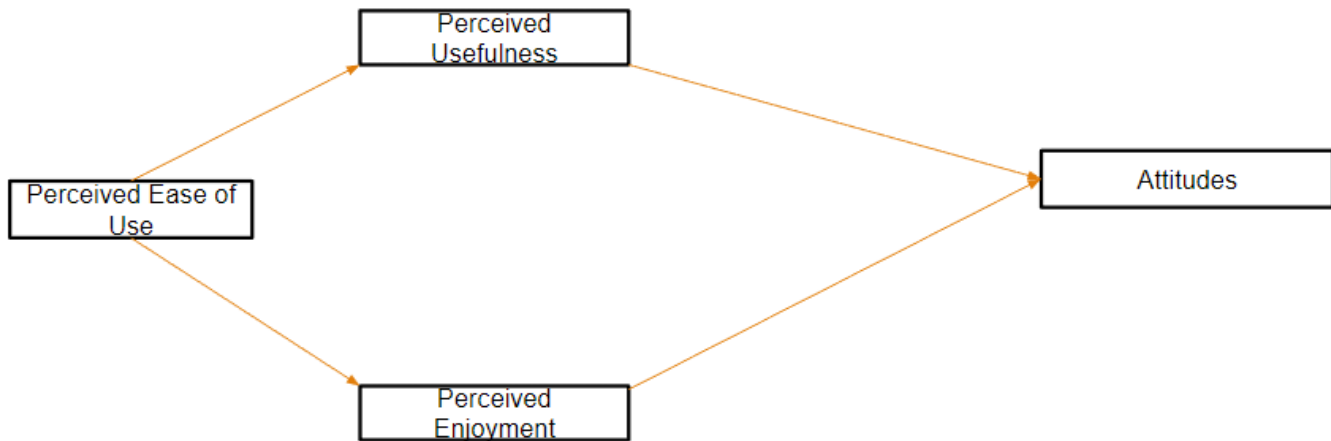 Perceived
Usefulness
Perceived Ease of
Use
Attitudes
Perceived
Enjoyment